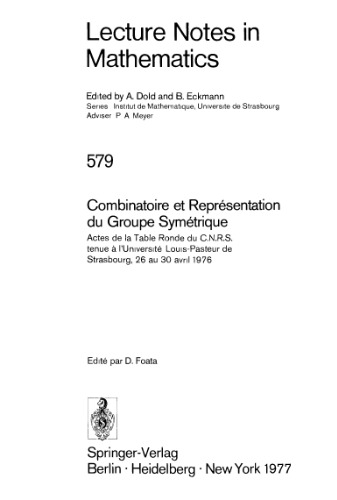 Lecture Notes in
Mathematics
Edited by A. Dold and B. Eckmann
Series Institut de Mathématique, Université de Strasbourg
Adviser P A Meyer
579
Combinatoire et Représentation
du Groupe Symétrique
Actes de la Table Ronde du C.N.R.S.
tenue à l'Université Louis-Pasteur de
Strasbourg, 26 au 30 avril 1976
Edité par D. Foata
Springer-Verlag
Berlin · Heidelberg · New York 1977